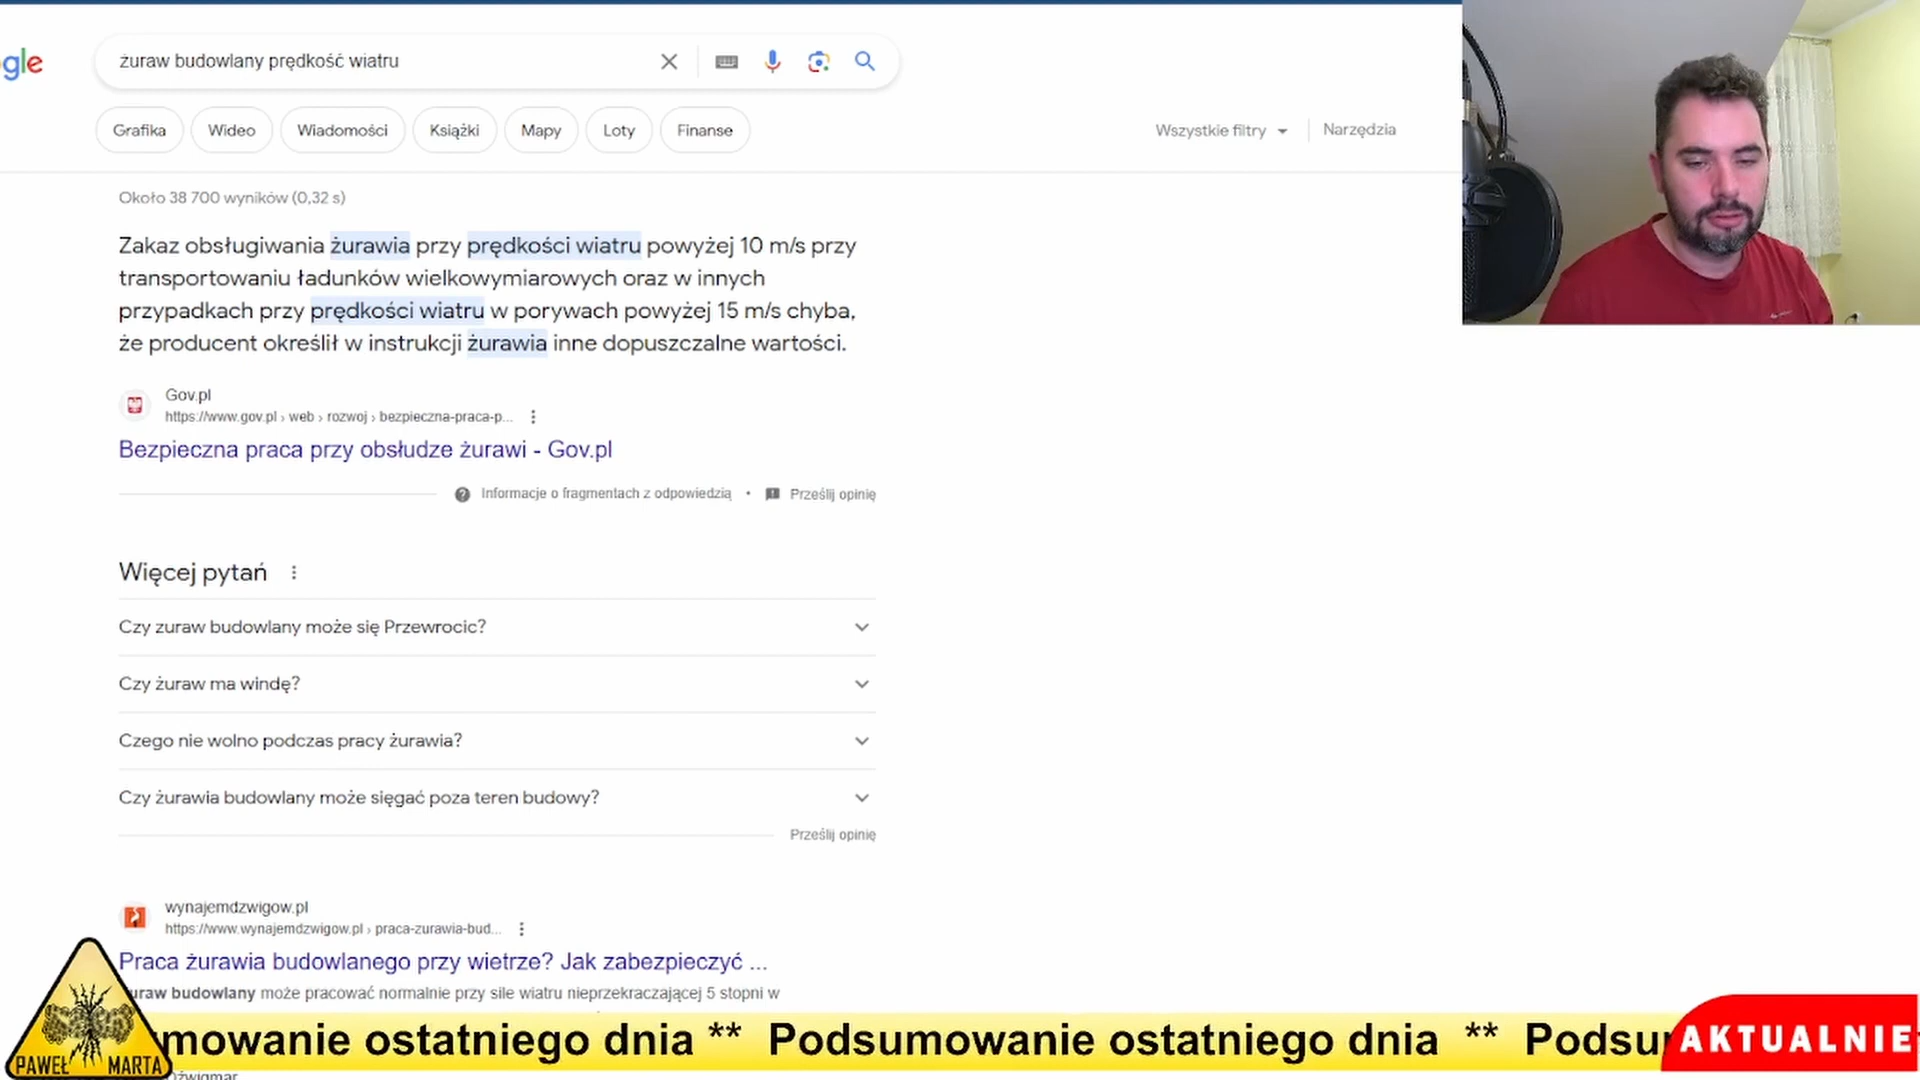 gle
żuraw budowlany prędkość wiatru
Grafika Wideo Wiadomości Książki Mapy Loty Finanse Wszystkie filtry Narzędzia
Około 38 700 wyników (0,32 s)
Zakaz obsługiwania żurawia przy prędkości wiatru powyżej 10 m/s przy
transportowaniu ładunków wielkowymiarowych oraz w innych
przypadkach przy prędkości wiatru w porywach powyżej 15 m/s chyba,
że producent określił w instrukcji żurawia inne dopuszczalne wartości.
Gov.pl
https://www.gov.pl › web › rozwoj › bezpieczna-praca-p...
Bezpieczna praca przy obsłudze żurawi - Gov.pl
Informacje o fragmentach z odpowiedzią • Prześlij opinię
Więcej pytań
Czy zuraw budowlany może się Przewrocic?
Czy żuraw ma windę?
Czego nie wolno podczas pracy żurawia?
Czy żurawia budowlany może sięgać poza teren budowy?
Prześlij opinię
wynajemdzwigow.pl
https://www.wynajemdzwigow.pl › praca-zurawia-bud...
Praca żurawia budowlanego przy wietrze? Jak zabezpieczyć ...
uraw budowlany może pracować normalnie przy sile wiatru nieprzekraczającej 5 stopni w
mowanie ostatniego dnia ** Podsumowanie ostatniego dnia ** Podsu
AKTUALNIE
PAWEŁ MARTA